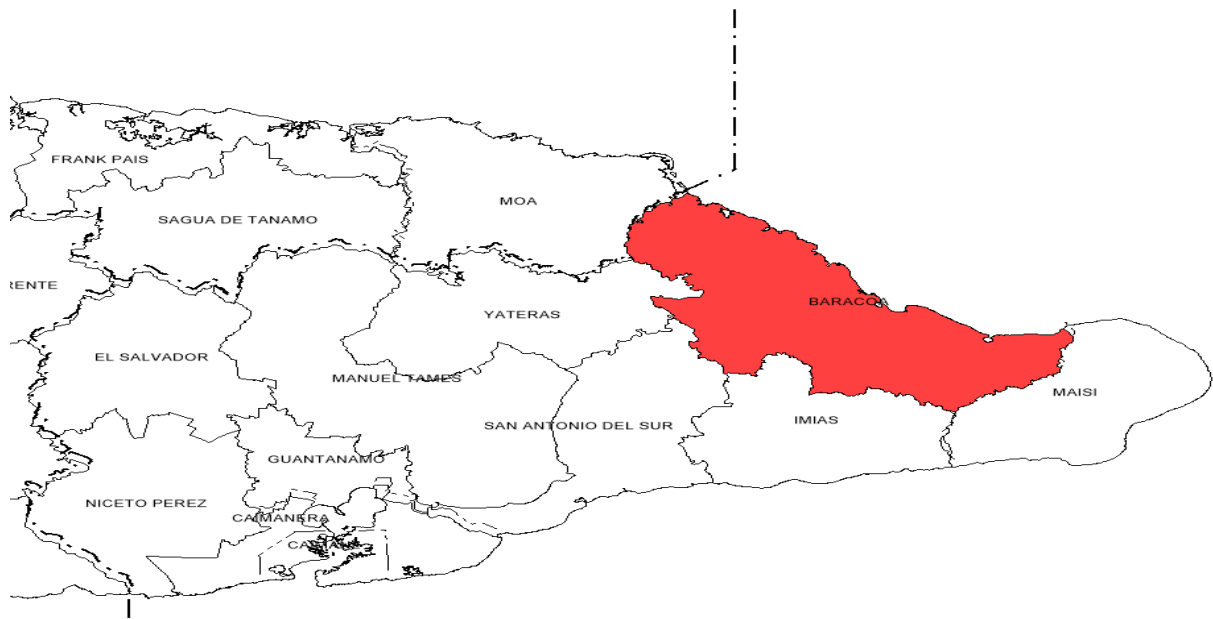 FRANK PAIS
MOA
SAGUA DE TANAMO
RENTE
BARACOA
YATERAS
EL SALVADOR
MANUEL TAMES
MAISI
IMIAS
SAN ANTONIO DEL SUR
GUANTANAMO
NICETO PEREZ
CAIMANERA